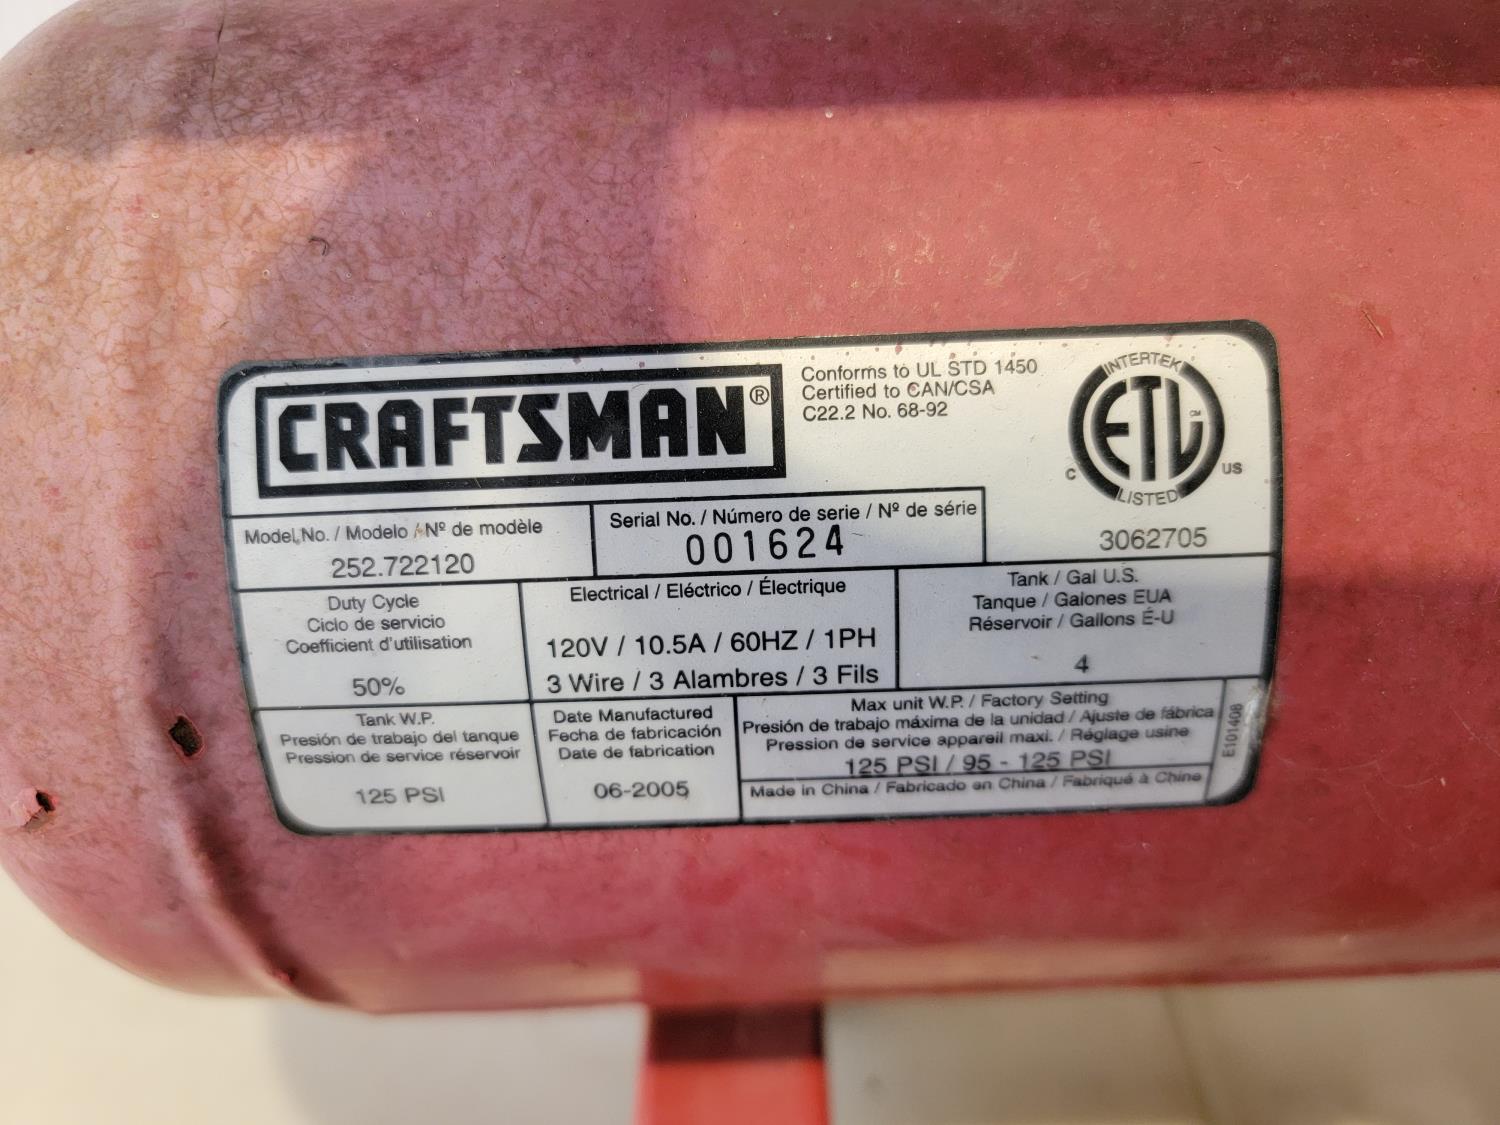 CRAFTSMAN®
Conforms to UL STD 1450
Certified to CAN/CSA
C22.2 No. 68-92
INTERTEK
ETL CM
C US
LISTED
3062705
Model No. / Modelo / Nº de modèle
252.722120
Serial No. / Número de serie / Nº de série
001624
Duty Cycle
Ciclo de servicio
Coefficient d'utilisation
50%
Electrical / Eléctrico / Électrique
120V / 10.5A / 60HZ / 1PH
3 Wire / 3 Alambres / 3 Fils
Tank / Gal U.S.
Tanque / Galones EUA
Réservoir / Gallons É-U
4
Tank W.P.
Presión de trabajo del tanque
Pression de service réservoir
125 PSI
Date Manufactured
Fecha de fabricación
Date de fabrication
06-2005
Max unit W.P. / Factory Setting
Presión de trabajo máxima de la unidad / Ajuste de fábrica
Pression de service appareil maxi. / Réglage usine
125 PSI / 95 - 125 PSI
Made in China / Fabricado en China / Fabriqué à Chine
E101408